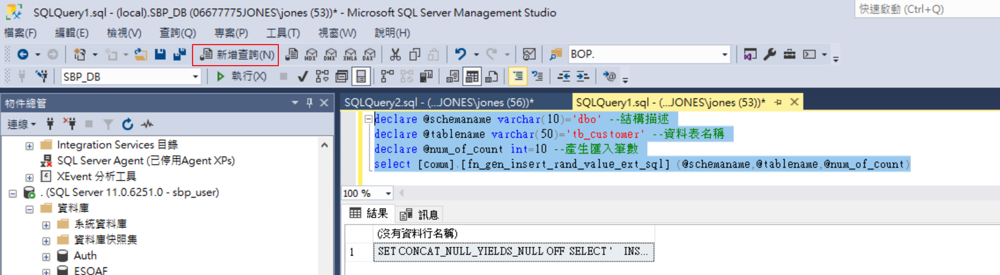 SQLQuery1.sql - (local).SBP_DB (06677775JONES\jones (53))* - Microsoft SQL Server Management Studio
快速啟動 (Ctrl+Q)
檔案(F) 編輯(E) 檢視(V) 查詢(Q) 專案(P) 工具(T) 視窗(W) 說明(H)
新增查詢(N) MDX DMX XMLA DAX BOP.
SBP_DB 執行(X)
物件總管
連線
Integration Services 目錄
SQL Server Agent (已停用Agent XPs)
XEvent 分析工具
. (SQL Server 11.0.6251.0 - sbp_user)
資料庫
系統資料庫
資料庫快照集
Auth
ESOAF
SQLQuery2.sql - (...JONES\jones (56))* SQLQuery1.sql - (...JONES\jones (53))*
declare @schemaname varchar(10)='dbo' --結構描述
declare @tablename varchar(50)='tb_customer' --資料表名稱
declare @num_of_count int=10 --產生匯入筆數
select [comm].[fn_gen_insert_rand_value_ext_sql] (@schemaname,@tablename,@num_of_count)
100 %
結果 訊息
(沒有資料行名稱)
1 SET CONCAT_NULL_YIELDS_NULL OFF SELECT ' INS...